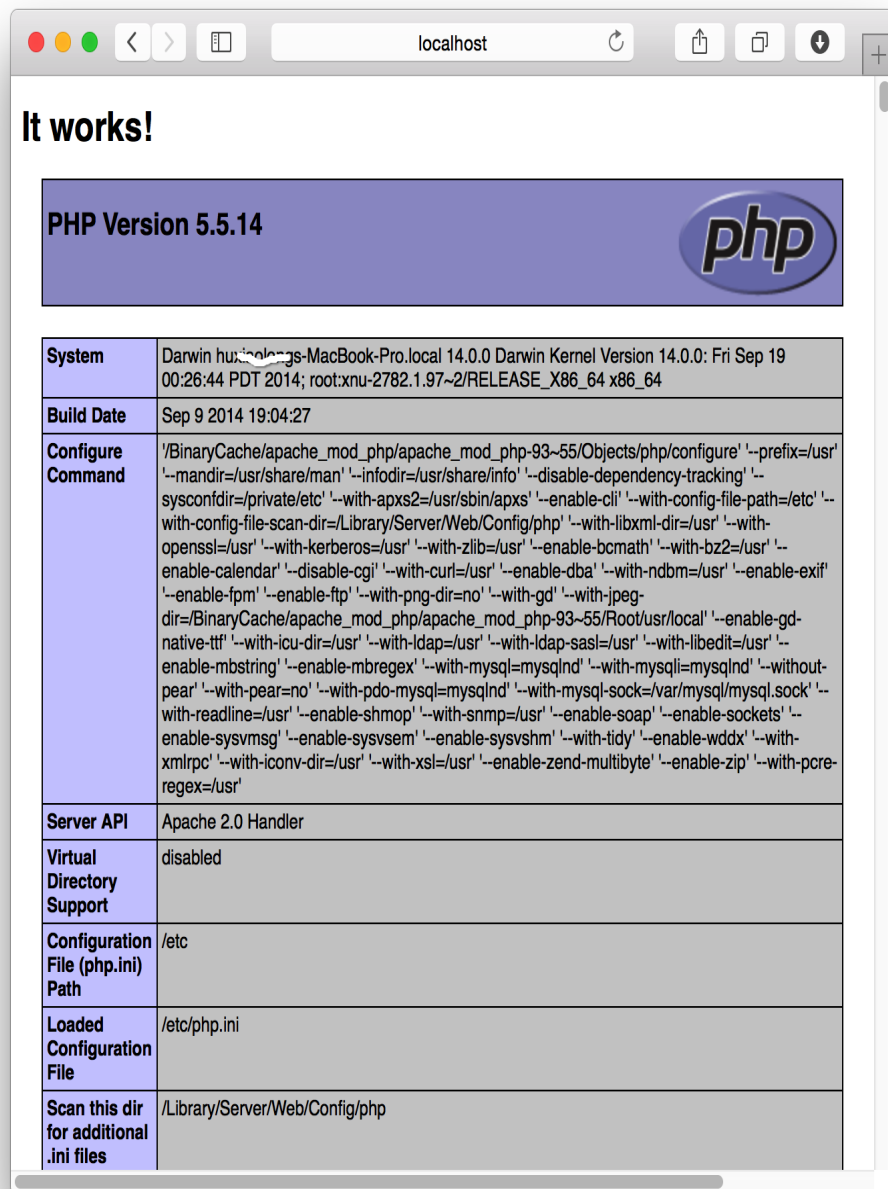 localhost
It works!
PHP Version 5.5.14
php
System
Darwin -MacBook-Pro.local 14.0.0 Darwin Kernel Version 14.0.0: Fri Sep 19
00:26:44 PDT 2014; root:xnu-2782.1.97~2/RELEASE_X86_64 x86_64
Build Date
Sep 9 2014 19:04:27
Configure
Command
'/BinaryCache/apache_mod_php/apache_mod_php-93~55/Objects/php/configure' '--prefix=/usr'
'--mandir=/usr/share/man' '--infodir=/usr/share/info' '--disable-dependency-tracking' '--
sysconfdir=/private/etc' '--with-apxs2=/usr/sbin/apxs' '--enable-cli' '--with-config-file-path=/etc' '--
with-config-file-scan-dir=/Library/Server/Web/Config/php' '--with-libxml-dir=/usr' '--with-
openssl=/usr' '--with-kerberos=/usr' '--with-zlib=/usr' '--enable-bcmath' '--with-bz2=/usr' '--
enable-calendar' '--disable-cgi' '--with-curl=/usr' '--enable-dba' '--with-ndbm=/usr' '--enable-exif'
'--enable-fpm' '--enable-ftp' '--with-png-dir=no' '--with-gd' '--with-jpeg-
dir=/BinaryCache/apache_mod_php/apache_mod_php-93~55/Root/usr/local' '--enable-gd-
native-ttf' '--with-icu-dir=/usr' '--with-ldap=/usr' '--with-ldap-sasl=/usr' '--with-libedit=/usr' '--
enable-mbstring' '--enable-mbregex' '--with-mysql=mysqlnd' '--with-mysqli=mysqlnd' '--without-
pear' '--with-pear=no' '--with-pdo-mysql=mysqlnd' '--with-mysql-sock=/var/mysql/mysql.sock' '--
with-readline=/usr' '--enable-shmop' '--with-snmp=/usr' '--enable-soap' '--enable-sockets' '--
enable-sysvmsg' '--enable-sysvsem' '--enable-sysvshm' '--with-tidy' '--enable-wddx' '--with-
xmlrpc' '--with-iconv-dir=/usr' '--with-xsl=/usr' '--enable-zend-multibyte' '--enable-zip' '--with-pcre-
regex=/usr'
Server API
Apache 2.0 Handler
Virtual
Directory
Support
disabled
Configuration
File (php.ini)
Path
/etc
Loaded
Configuration
File
/etc/php.ini
Scan this dir
for additional
.ini files
/Library/Server/Web/Config/php